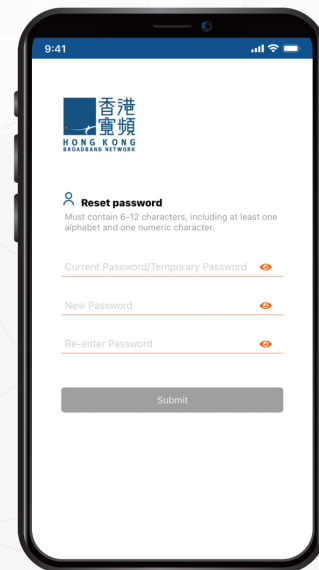 9:41
香港
寬頻
HONG KONG
BROADBAND NETWORK
Reset password
Must contain 6-12 characters, including at least one
alphabet and one numeric character.
Current Password/Temporary Password
New Password
Re-enter Password
Submit